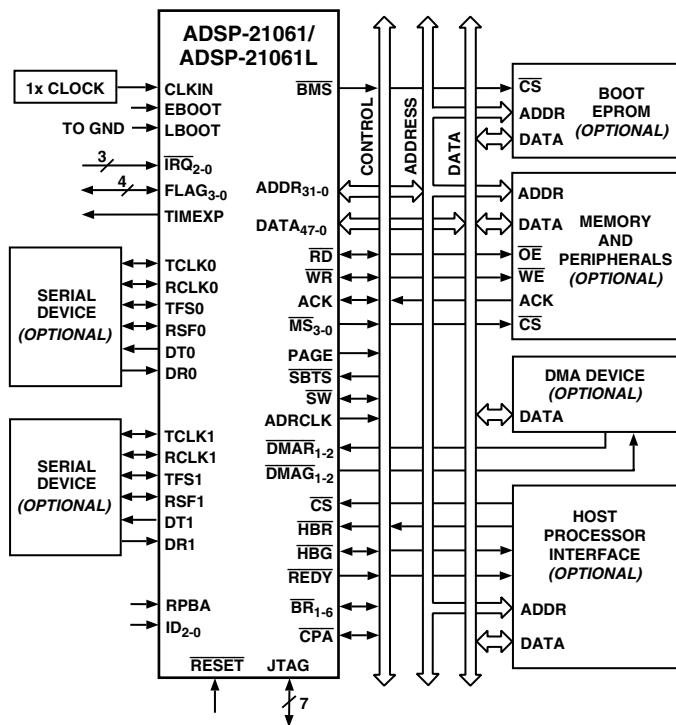 ADSP-21061/
ADSP-21061L
1x CLOCK
CLKIN
EBOOT
TO GND
LBOOT
3
IRQ2-0
4
FLAG3-0
TIMEXP
SERIAL
DEVICE
(OPTIONAL)
TCLK0
RCLK0
TFS0
RSF0
DT0
DR0
SERIAL
DEVICE
(OPTIONAL)
TCLK1
RCLK1
TFS1
RSF1
DT1
DR1
RPBA
ID2-0
RESET
JTAG
7
BMS
ADDR31-0
DATA47-0
RD
WR
ACK
MS3-0
PAGE
SBTS
SW
ADRCLK
DMAR1-2
DMAG1-2
CS
HBR
HBG
REDY
BR1-6
CPA
CONTROL
ADDRESS
DATA
CS
ADDR
DATA
BOOT
EPROM
(OPTIONAL)
ADDR
DATA
OE
WE
ACK
CS
MEMORY
AND
PERIPHERALS
(OPTIONAL)
DMA DEVICE
(OPTIONAL)
DATA
HOST
PROCESSOR
INTERFACE
(OPTIONAL)
ADDR
DATA